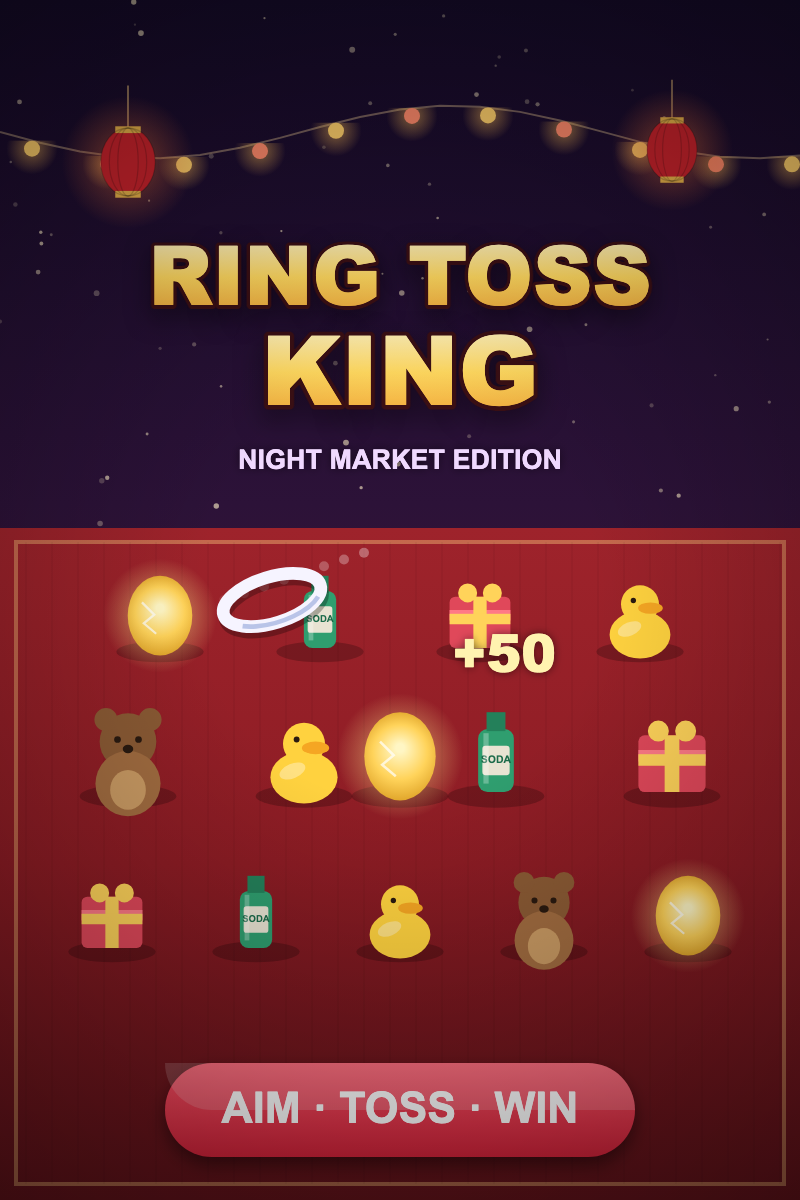 RING TOSS
KING
NIGHT MARKET EDITION
SODA
+50
SODA
SODA
AIM · TOSS · WIN